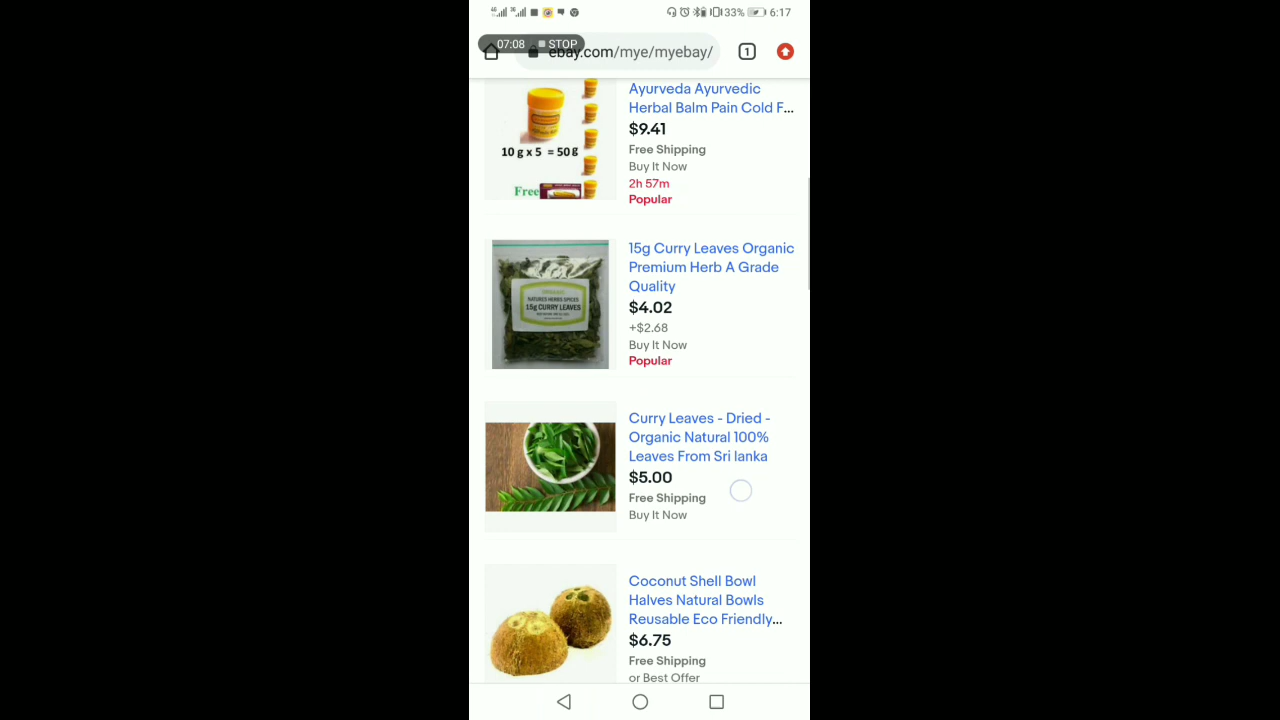 33% 6:17
07:08 STOP
ebay.com/mye/myebay/
1
Ayurveda Ayurvedic
Herbal Balm Pain Cold F...
$9.41
Free Shipping
Buy It Now
2h 57m
Popular
10 g x 5 = 50g
Free
15g Curry Leaves Organic
Premium Herb A Grade
Quality
$4.02
+$2.68
Buy It Now
Popular
NATURES HERBS SPICES
15g CURRY LEAVES
Curry Leaves - Dried -
Organic Natural 100%
Leaves From Sri lanka
$5.00
Free Shipping
Buy It Now
Coconut Shell Bowl
Halves Natural Bowls
Reusable Eco Friendly...
$6.75
Free Shipping
or Best Offer